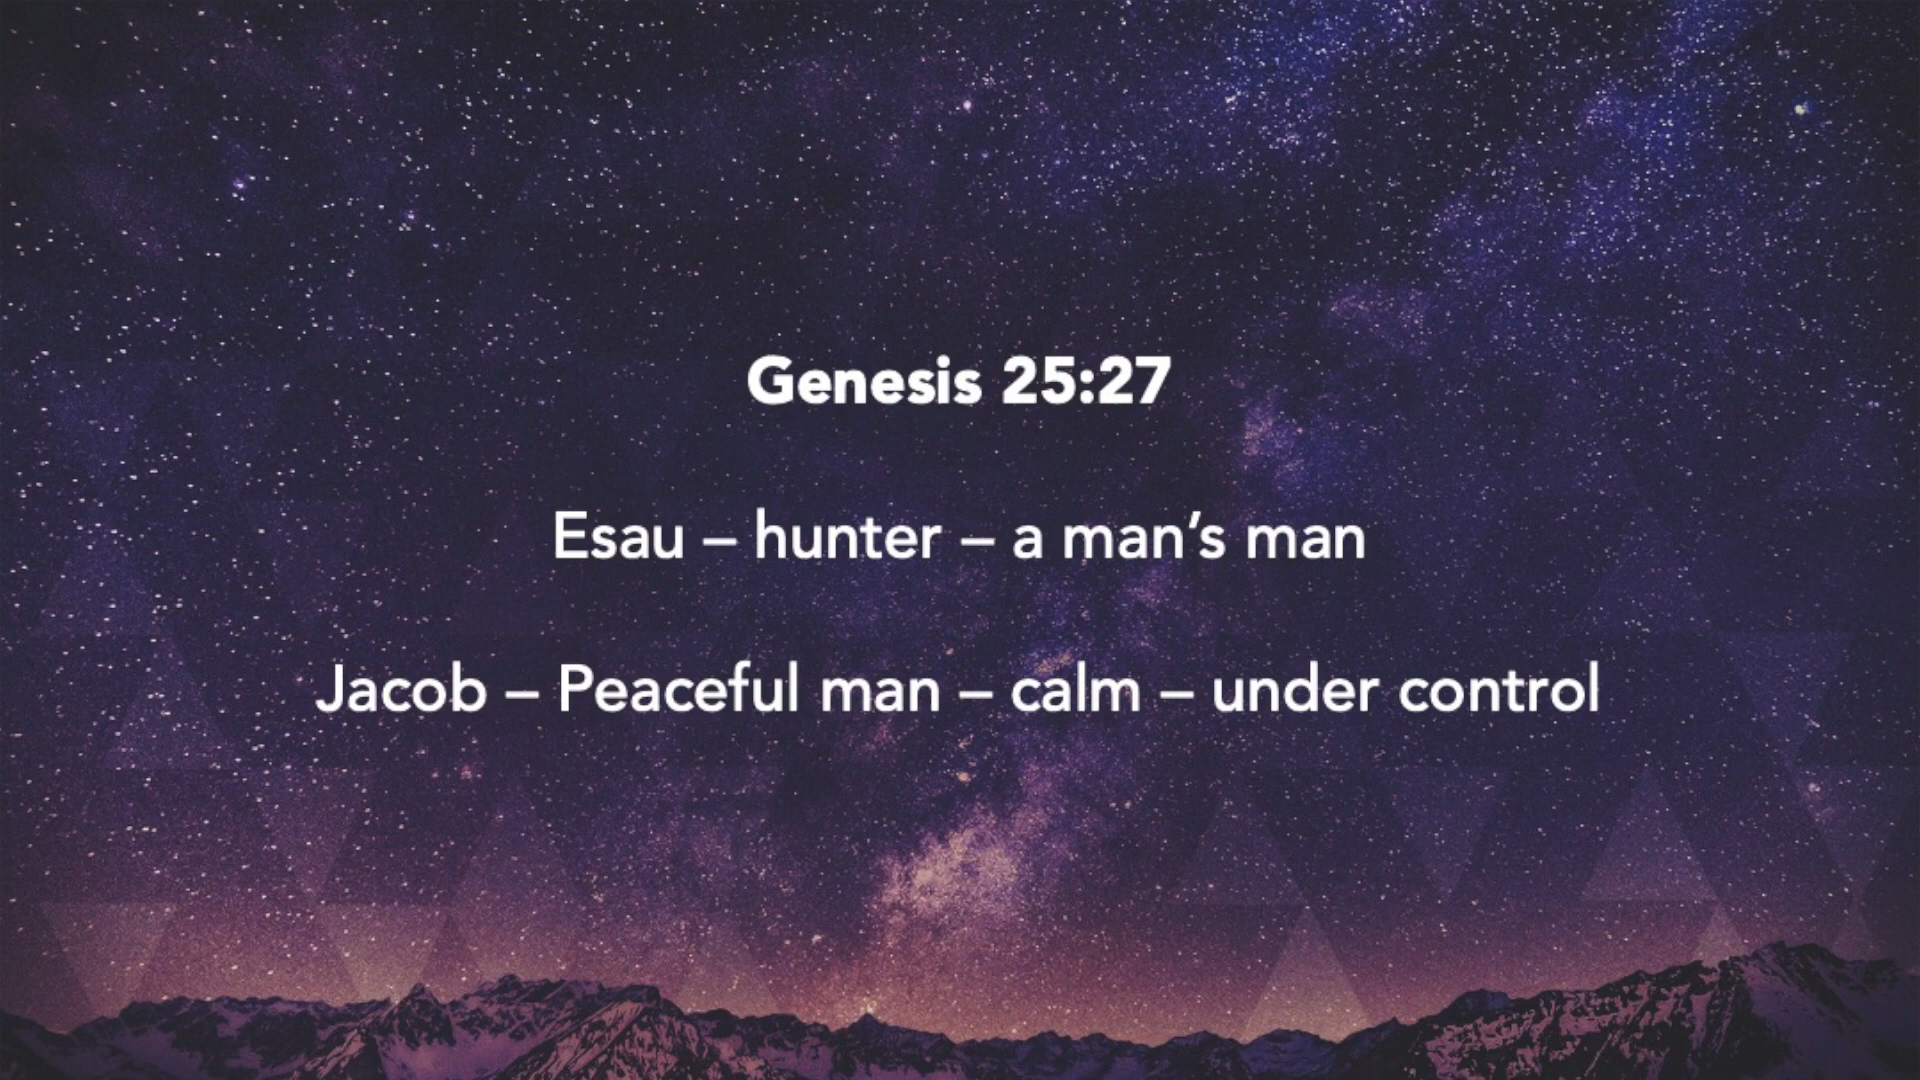 Genesis 25:27
Esau – hunter – a man’s man
Jacob – Peaceful man – calm – under control